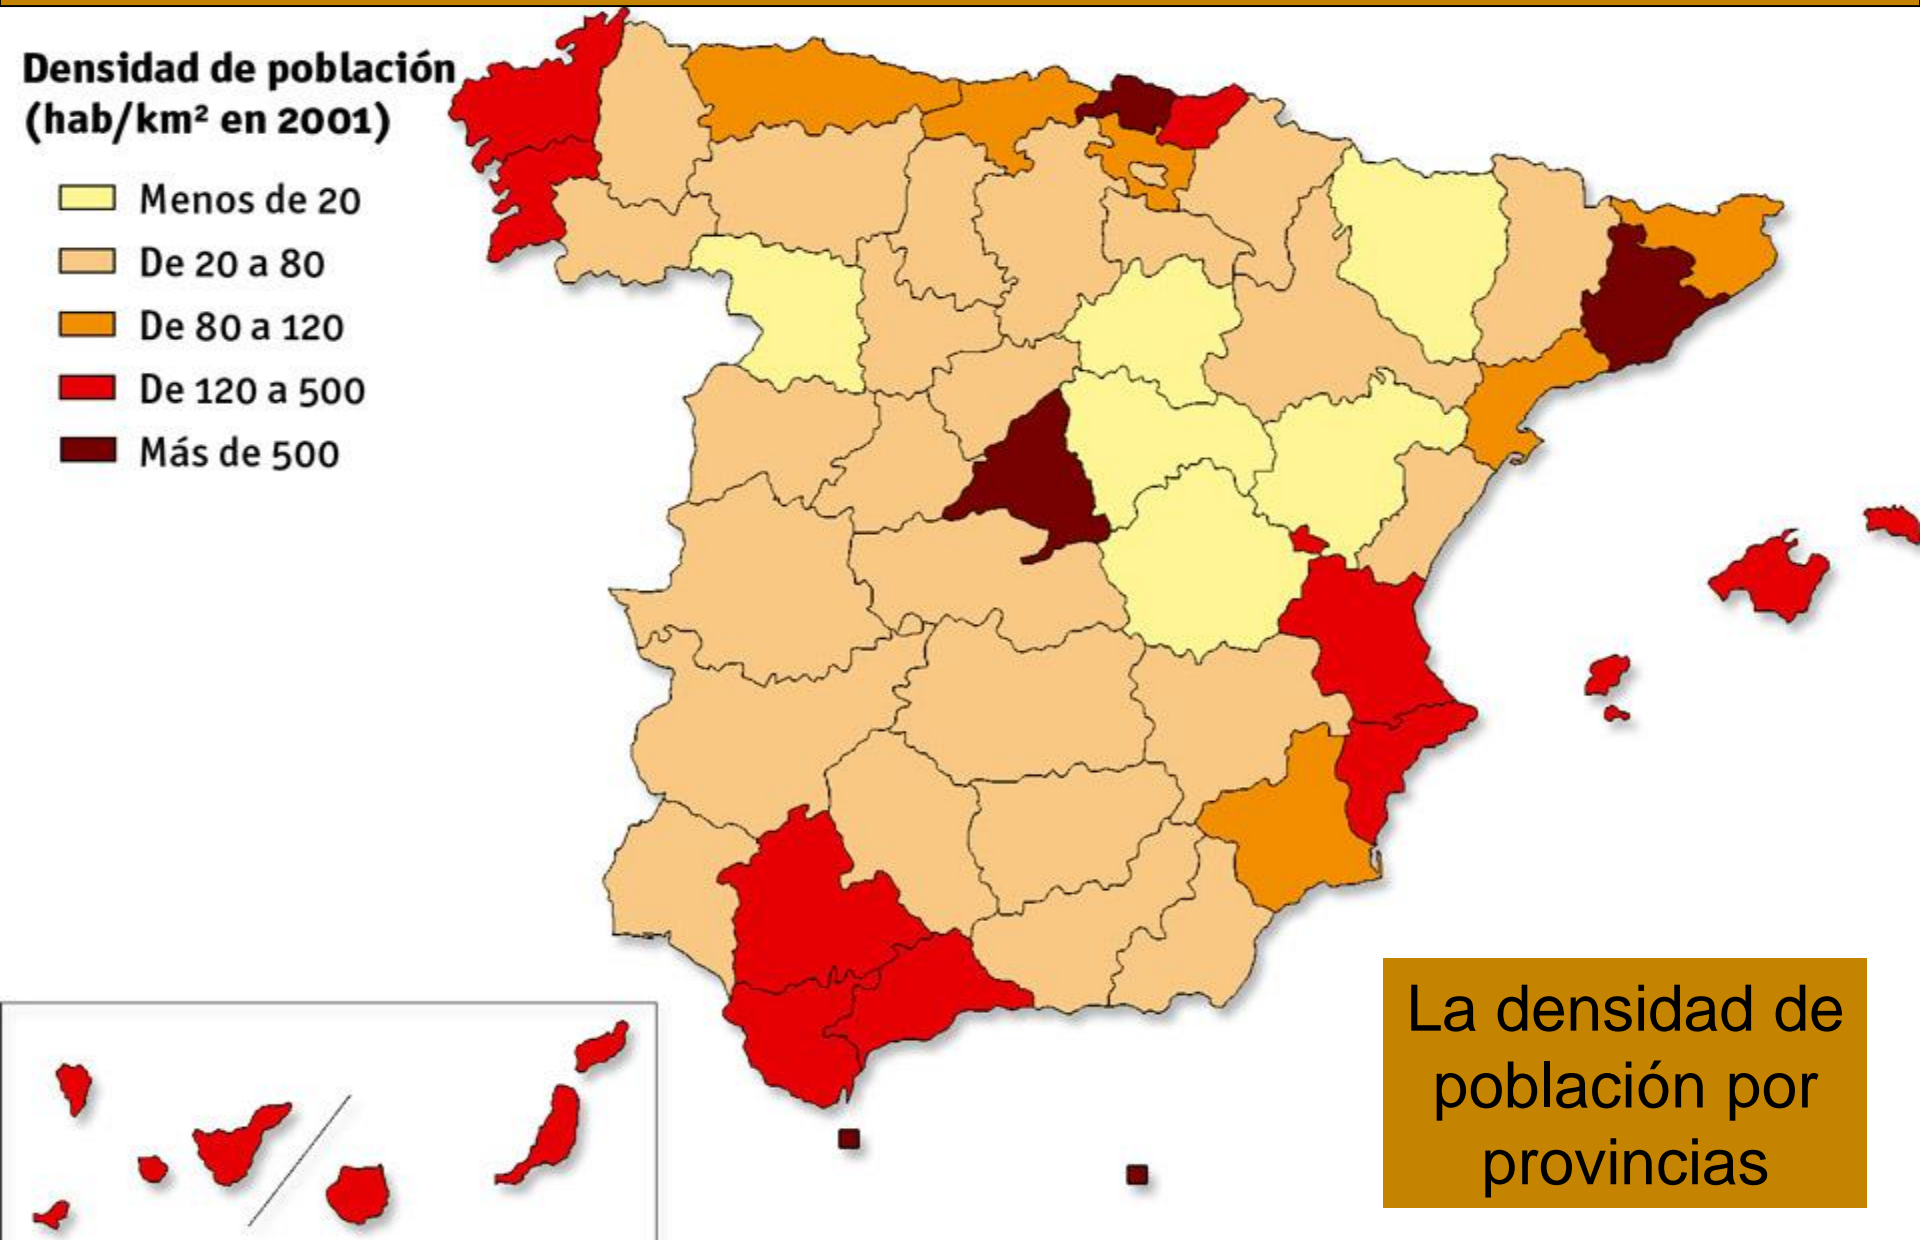 Densidad de población
(hab/km² en 2001)
Menos de 20
De 20 a 80
De 80 a 120
De 120 a 500
Más de 500
La densidad de
población por
provincias